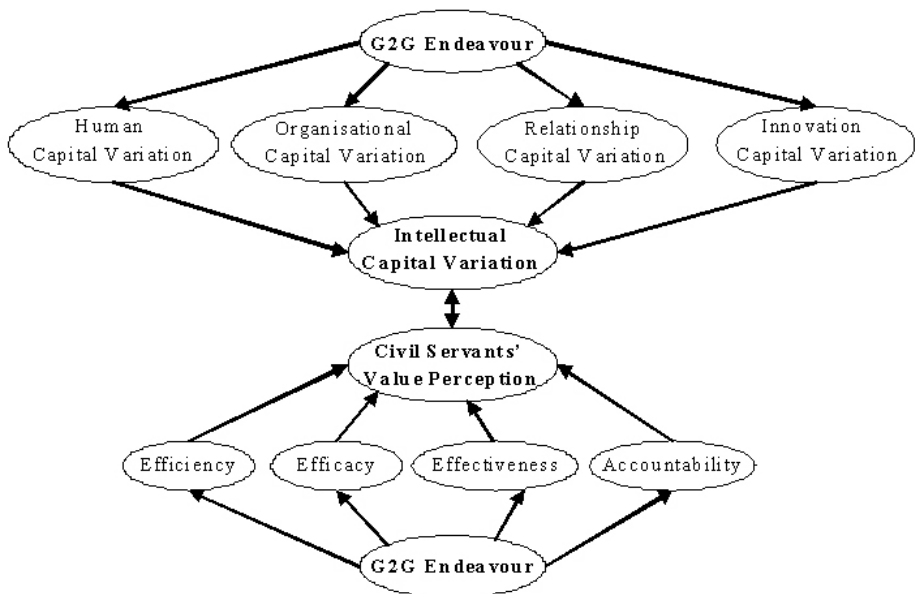 G2G Endeavour
Human
Capital Variation
Organisational
Capital Variation
Relationship
Capital Variation
Innovation
Capital Variation
Intellectual
Capital Variation
Civil Servants'
Value Perception
Efficiency
Efficacy
Effectiveness
Accountability
G2G Endeavour